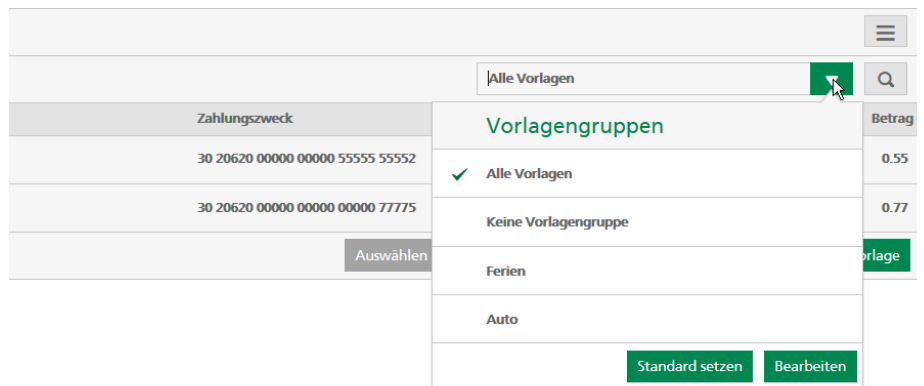 Alle Vorlagen
Zahlungszweck
Betrag
Vorlagengruppen
30 20620 00000 00000 55555 55552
0.55
Alle Vorlagen
30 20620 00000 00000 00000 77775
0.77
Keine Vorlagengruppe
Auswählen
rlage
Ferien
Auto
Standard setzen
Bearbeiten